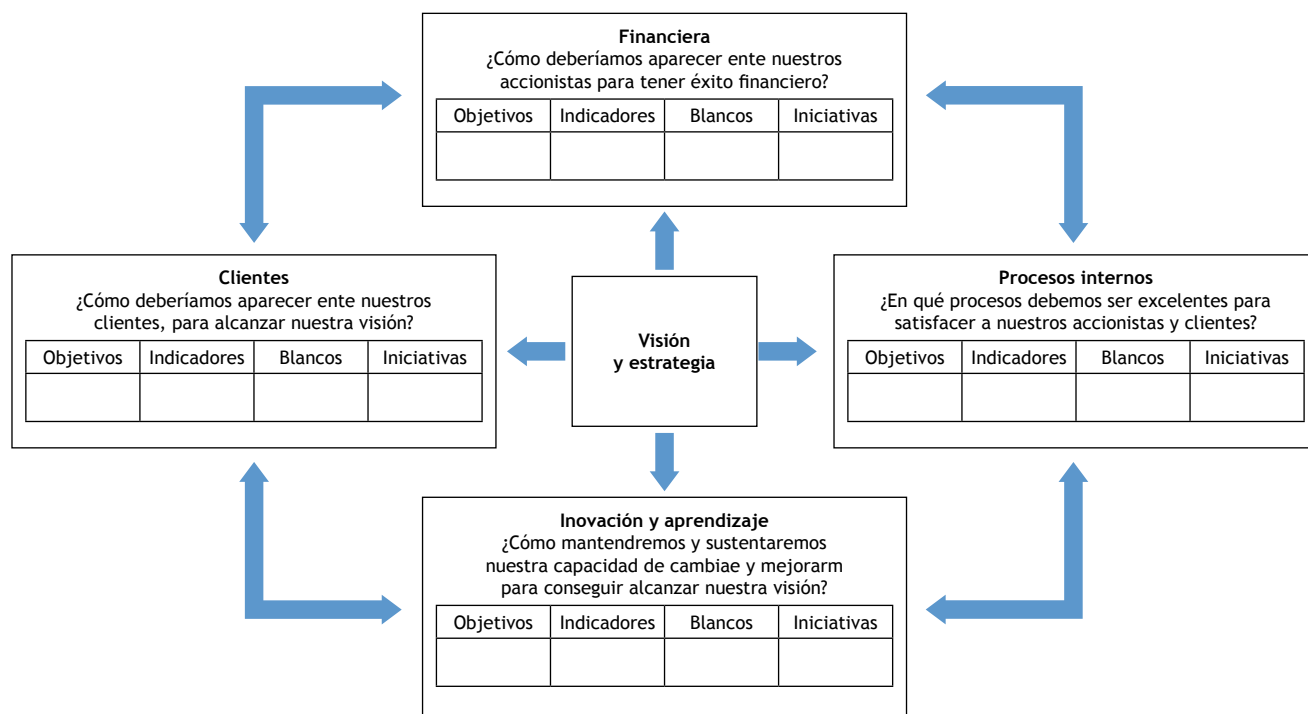 Financiera
¿Cómo deberíamos aparecer ente nuestros
accionistas para tener éxito financiero?
Objetivos Indicadores Blancos Iniciativas
Clientes
¿Cómo deberíamos aparecer ente nuestros
clientes, para alcanzar nuestra visión?
Objetivos Indicadores Blancos Iniciativas
Visión
y estrategia
Procesos internos
¿En qué procesos debemos ser excelentes para
satisfacer a nuestros accionistas y clientes?
Objetivos Indicadores Blancos Iniciativas
Inovación y aprendizaje
¿Cómo mantendremos y sustentaremos
nuestra capacidad de cambiae y mejorarm
para conseguir alcanzar nuestra visión?
Objetivos Indicadores Blancos Iniciativas